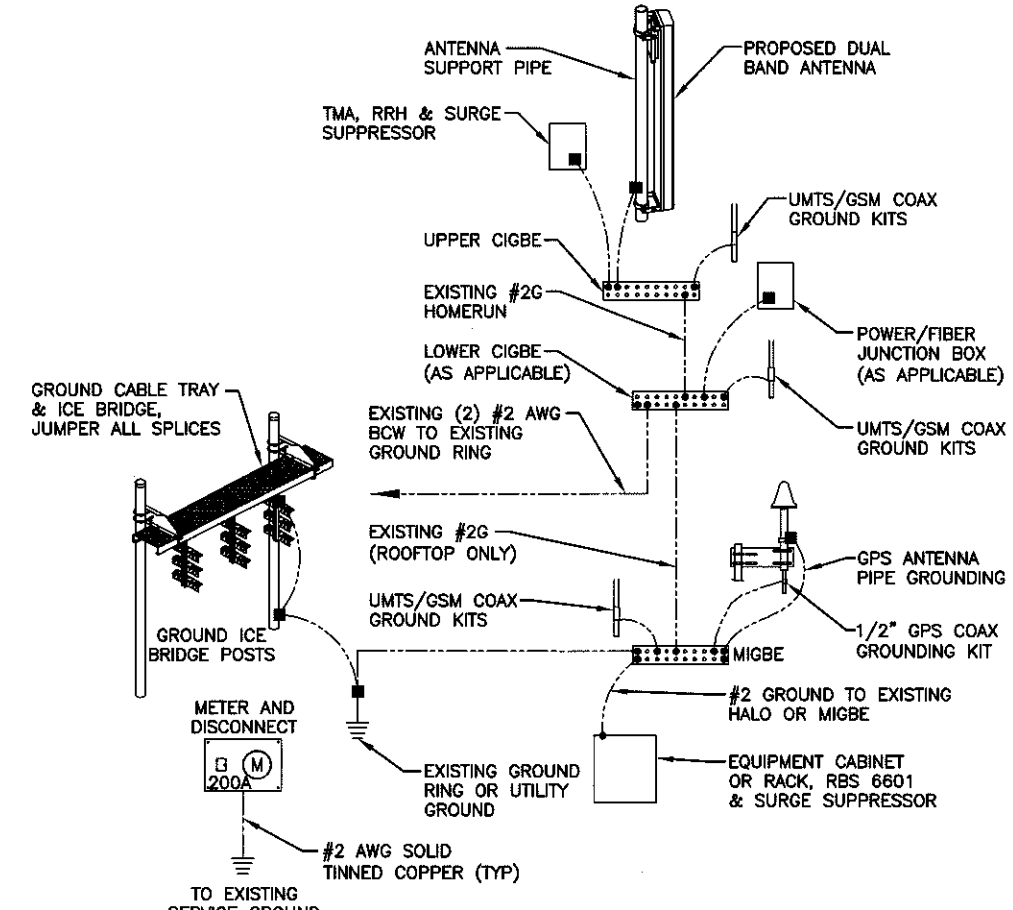 ANTENNA
SUPPORT PIPE
PROPOSED DUAL
BAND ANTENNA
TMA, RRH & SURGE
SUPPRESSOR
UMTS/GSM COAX
GROUND KITS
UPPER CIGBE
EXISTING #2G
HOMERUN
POWER/FIBER
JUNCTION BOX
(AS APPLICABLE)
LOWER CIGBE
(AS APPLICABLE)
GROUND CABLE TRAY
& ICE BRIDGE,
JUMPER ALL SPLICES
EXISTING (2) #2 AWG
BCW TO EXISTING
GROUND RING
UMTS/GSM COAX
GROUND KITS
EXISTING #2G
(ROOFTOP ONLY)
GPS ANTENNA
PIPE GROUNDING
UMTS/GSM COAX
GROUND KITS
1/2" GPS COAX
GROUNDING KIT
GROUND ICE
BRIDGE POSTS
MIGBE
#2 GROUND TO EXISTING
HALO OR MIGBE
METER AND
DISCONNECT
M
200A
EXISTING GROUND
RING OR UTILITY
GROUND
EQUIPMENT CABINET
OR RACK, RBS 6601
& SURGE SUPPRESSOR
#2 AWG SOLID
TINNED COPPER (TYP)
TO EXISTING
SERVICE GROUND